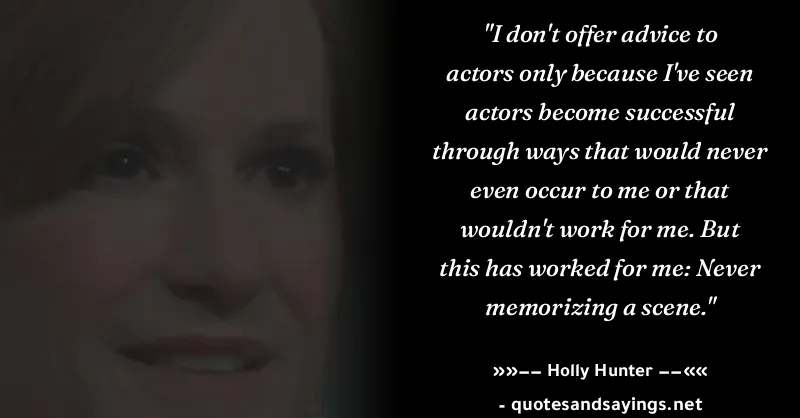 "I don't offer advice to
actors only because I've seen
actors become successful
through ways that would never
even occur to me or that
wouldn't work for me. But
this has worked for me: Never
memorizing a scene."
»»−− Holly Hunter −−««
- quotesandsayings.net